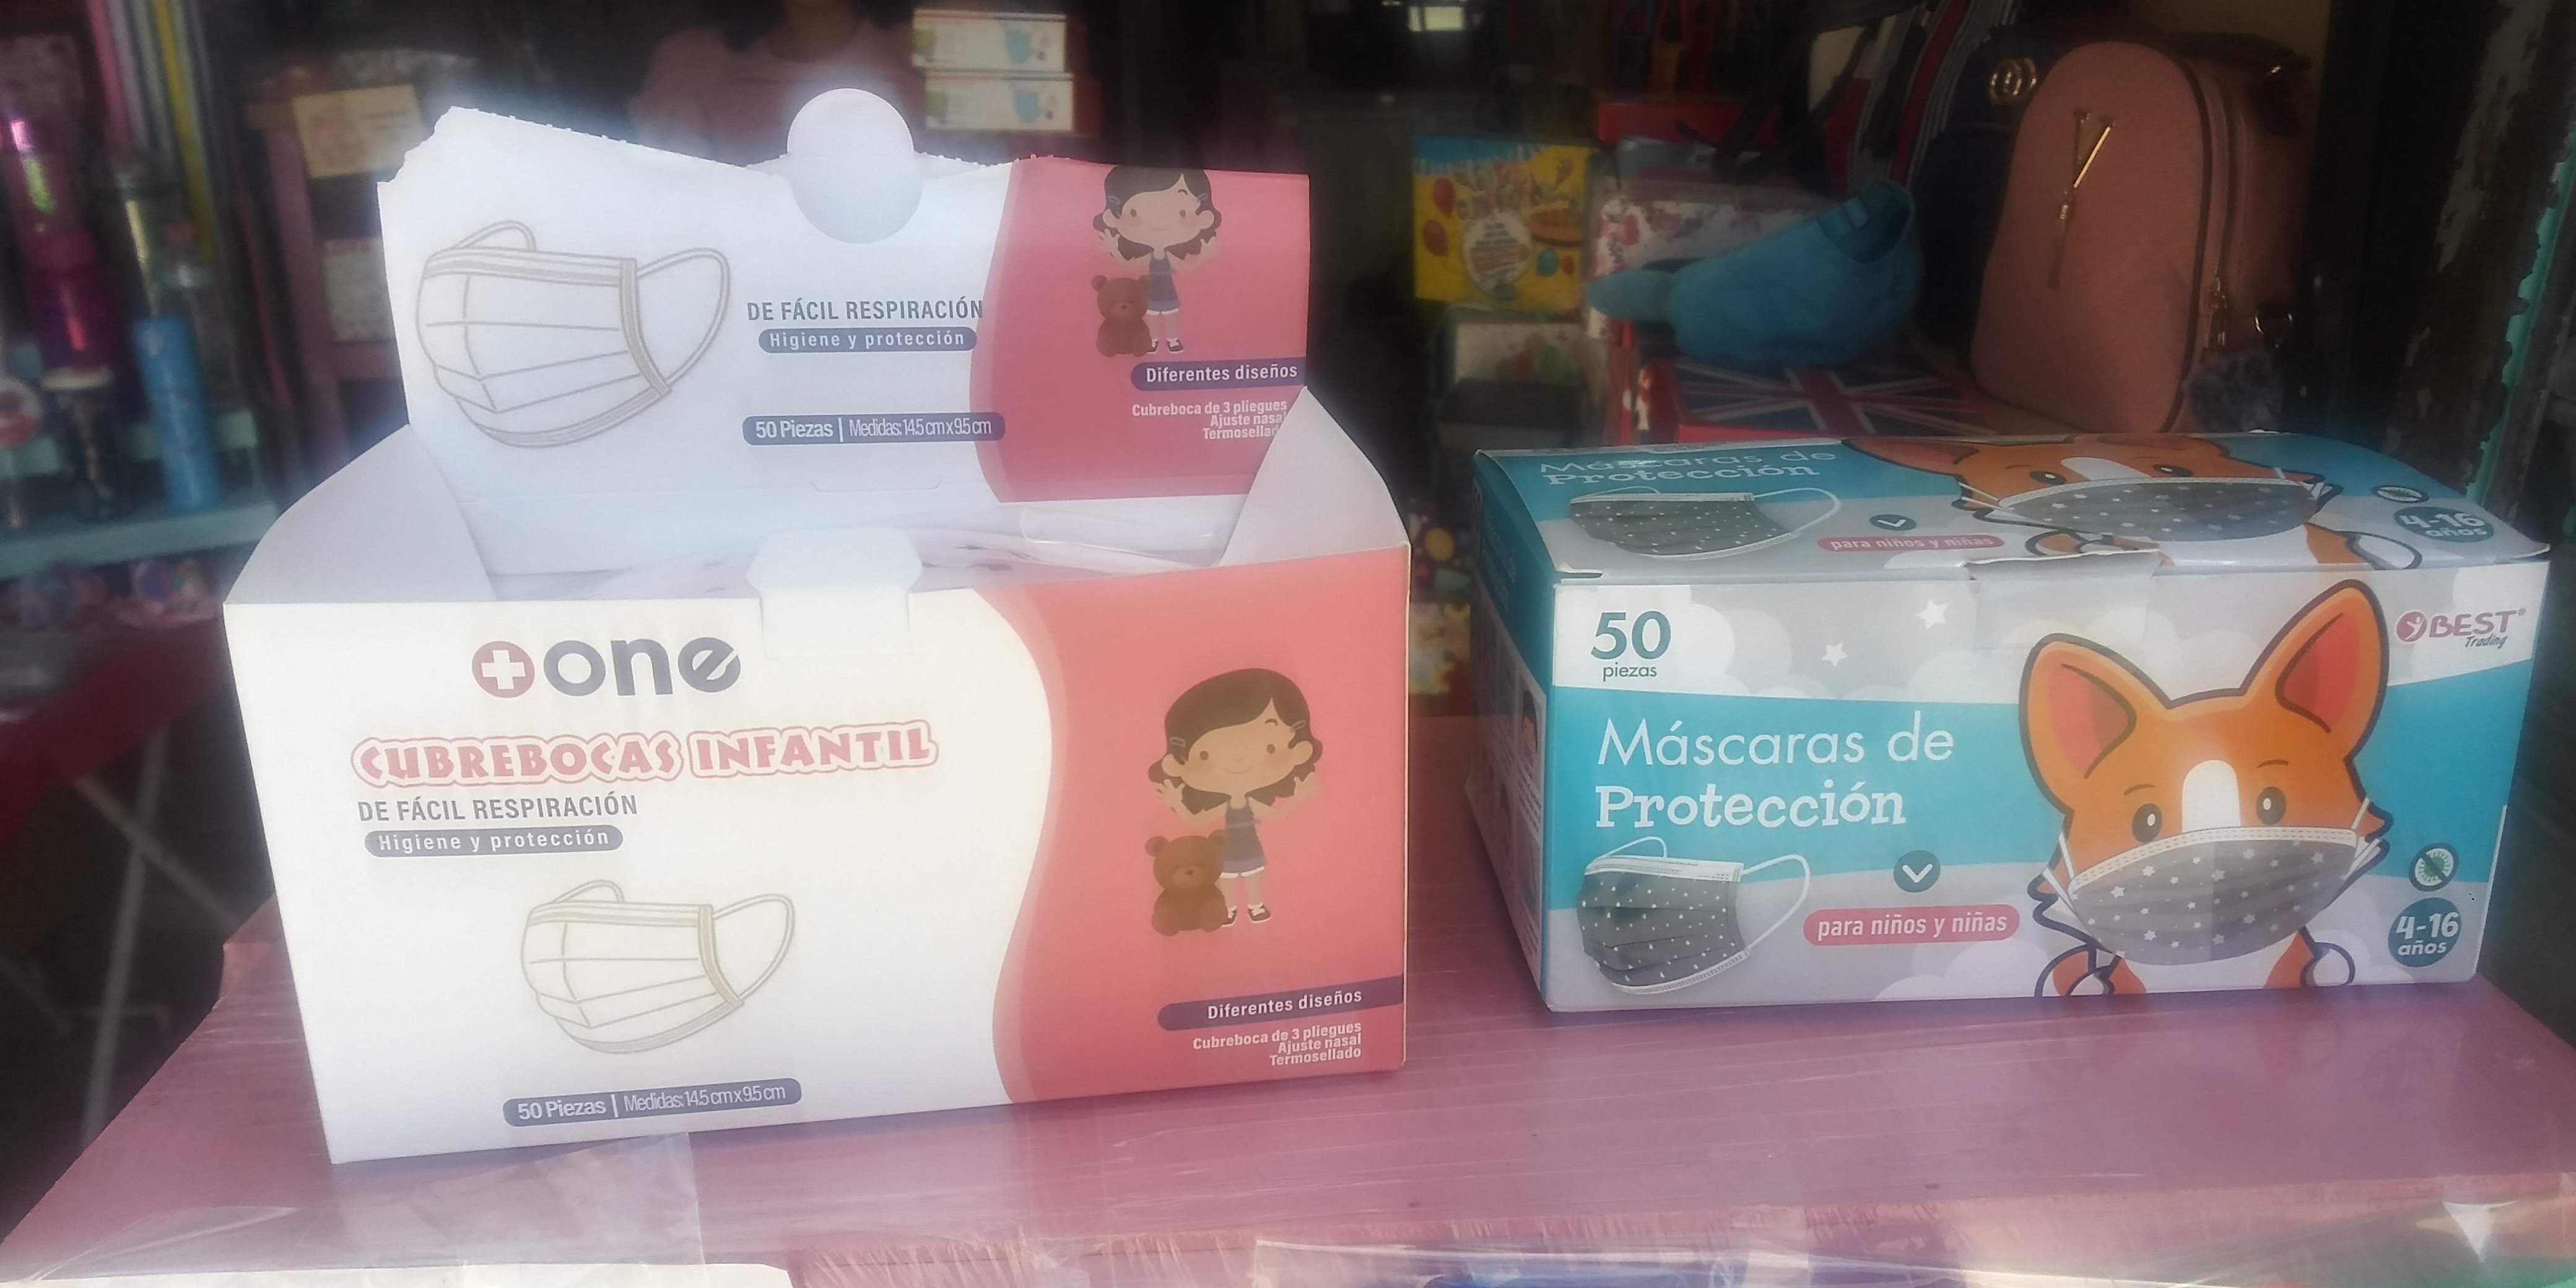 DE FÁCIL RESPIRACIÓN
Higiene y protección
50 Piezas | Medidas: 14.5 cm x 9.5 cm
Diferentes diseños
Cubreboca de 3 pliegues
Ajuste nasal
Termosellado
one
CUBREBOCAS INFANTIL
DE FÁCIL RESPIRACIÓN
Higiene y protección
50 Piezas | Medidas: 14.5 cm x 9.5 cm
Diferentes diseños
Cubreboca de 3 pliegues
Ajuste nasal
Termosellado
Máscaras de
Protección
para niños y niñas
4-16
años
50
piezas
BEST
Trading
Máscaras de
Protección
para niños y niñas
4-16
años